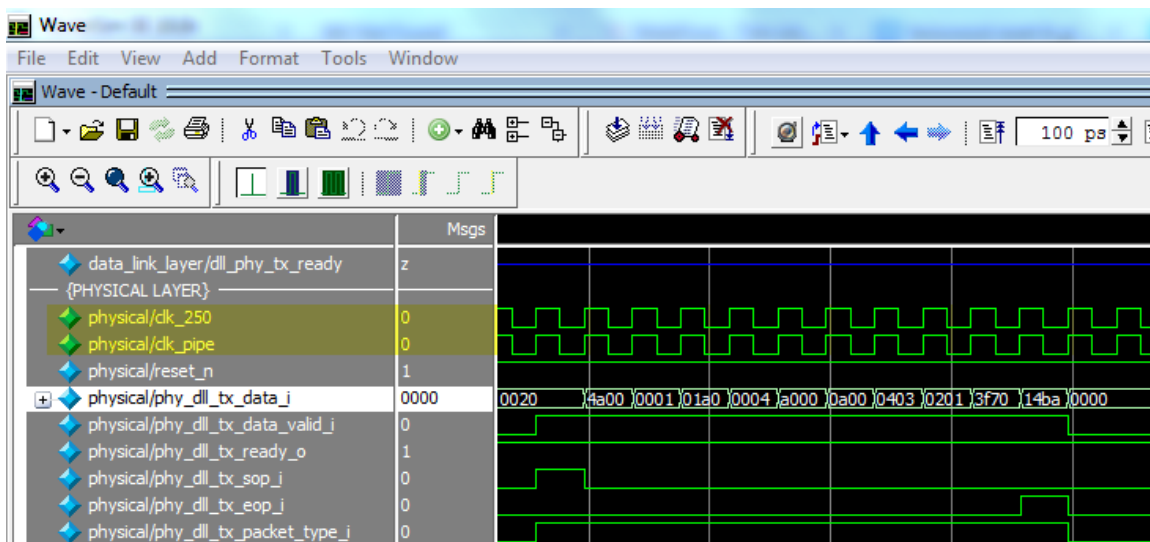 Wave
File Edit View Add Format Tools Window
Wave - Default
100 ps
Msgs
data_link_layer/dll_phy_tx_ready z
{PHYSICAL LAYER}
physical/clk_250 0
physical/clk_pipe 0
physical/reset_n 1
physical/phy_dll_tx_data_i 0000 0020 4a00 0001 01a0 0004 a000 0a00 0403 0201 3f70 14ba 0000
physical/phy_dll_tx_data_valid_i 0
physical/phy_dll_tx_ready_o 1
physical/phy_dll_tx_sop_i 0
physical/phy_dll_tx_eop_i 0
physical/phy_dll_tx_packet_type_i 0